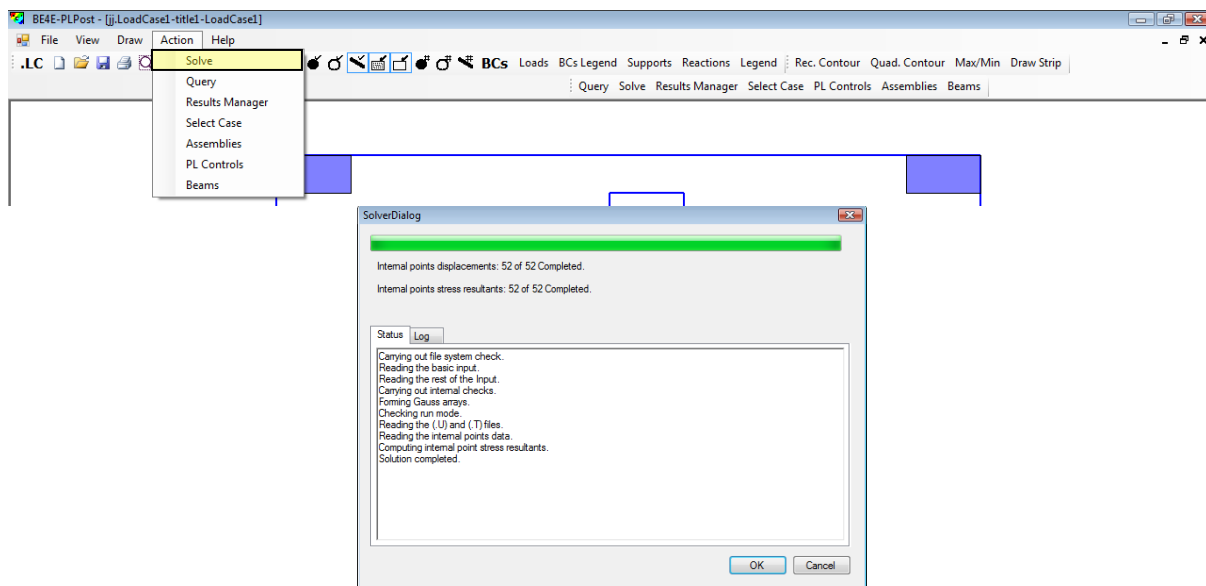 BE4E-PLPost - [jj.LoadCase1-title1-LoadCase1]
File View Draw Action Help
.LC BCs Loads BCs Legend Supports Reactions Legend Rec. Contour Quad. Contour Max/Min Draw Strip
Query Solve Results Manager Select Case PL Controls Assemblies Beams
Solve
Query
Results Manager
Select Case
Assemblies
PL Controls
Beams
SolverDialog
Internal points displacements: 52 of 52 Completed.
Internal points stress resultants: 52 of 52 Completed.
Status Log
Carrying out file system check.
Reading the basic input.
Reading the rest of the Input.
Carrying out internal checks.
Forming Gauss arrays.
Checking run mode.
Reading the (.U) and (.T) files.
Reading the internal points data.
Computing internal point stress resultants.
Solution completed.
OK Cancel